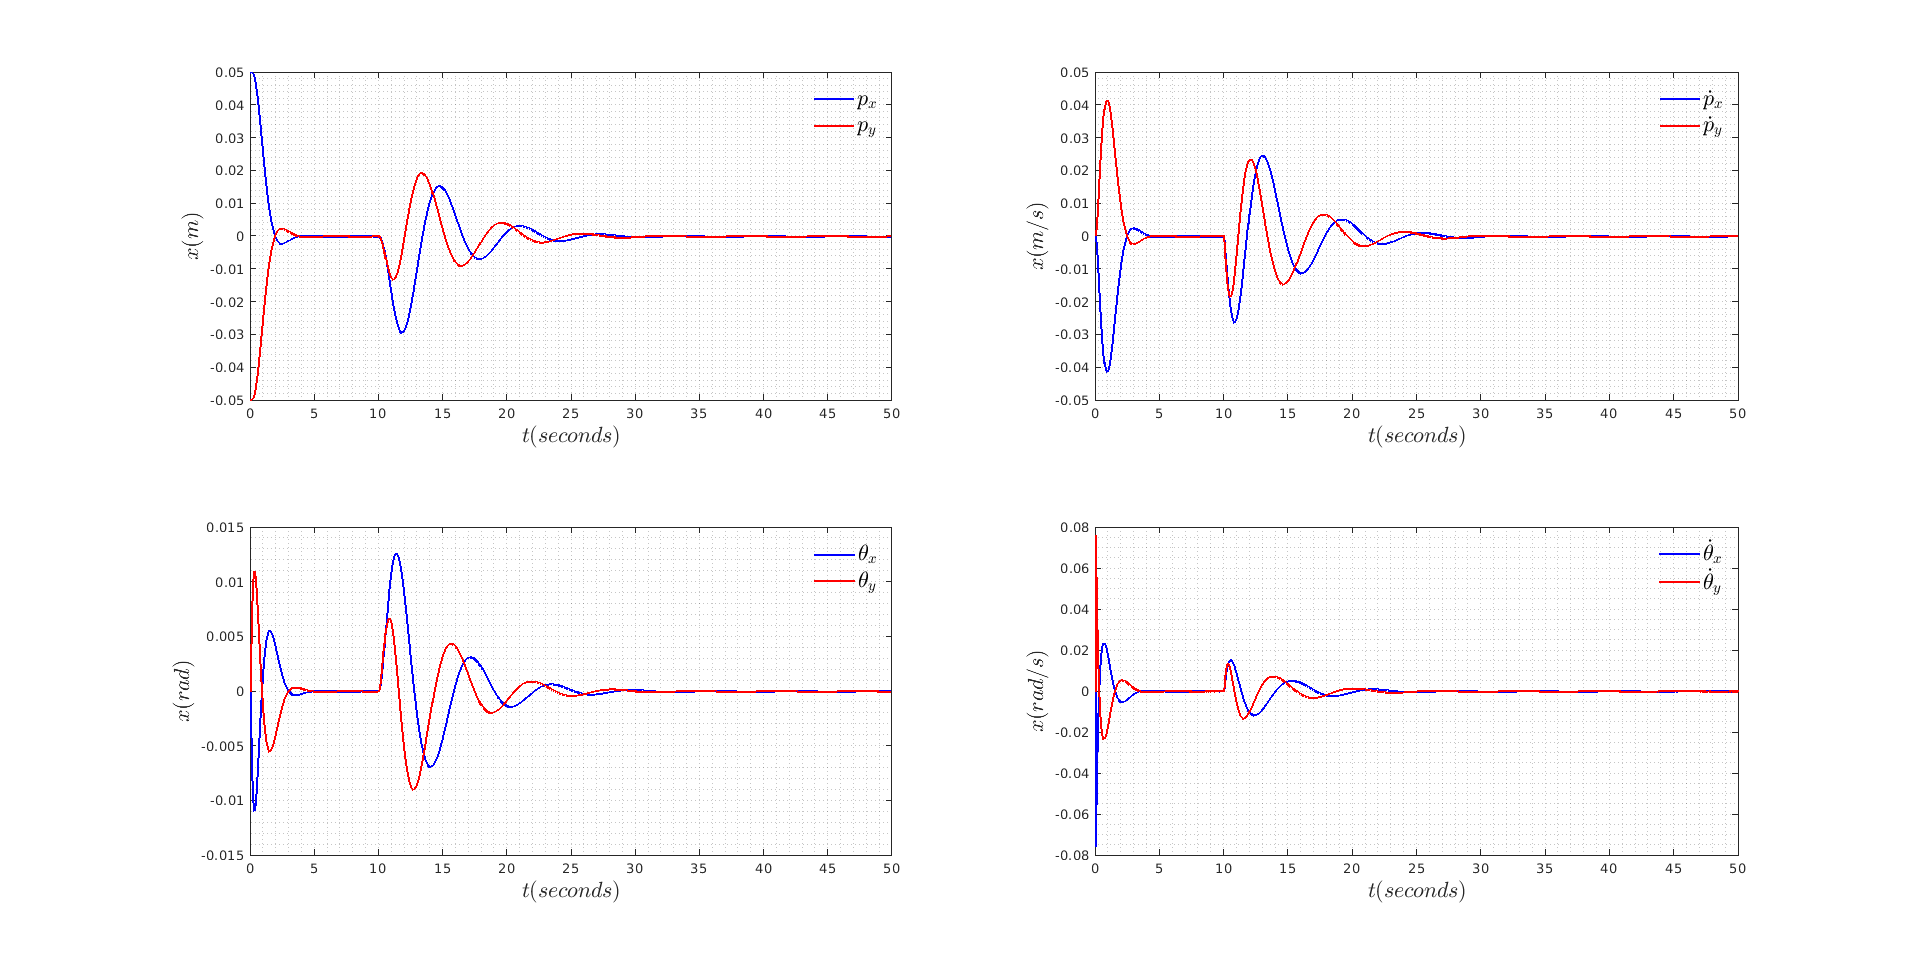 0.05
0.04
0.03
0.02
0.01
0
-0.01
-0.02
-0.03
-0.04
-0.05
x(m)
0 5 10 15 20 25 30 35 40 45 50
t(seconds)
p_x
p_y
0.05
0.04
0.03
0.02
0.01
0
-0.01
-0.02
-0.03
-0.04
-0.05
x(m/s)
0 5 10 15 20 25 30 35 40 45 50
t(seconds)
ṗ_x
ṗ_y
0.015
0.01
0.005
0
-0.005
-0.01
-0.015
x(rad)
0 5 10 15 20 25 30 35 40 45 50
t(seconds)
θ_x
θ_y
0.08
0.06
0.04
0.02
0
-0.02
-0.04
-0.06
-0.08
x(rad/s)
0 5 10 15 20 25 30 35 40 45 50
t(seconds)
θ̇_x
θ̇_y